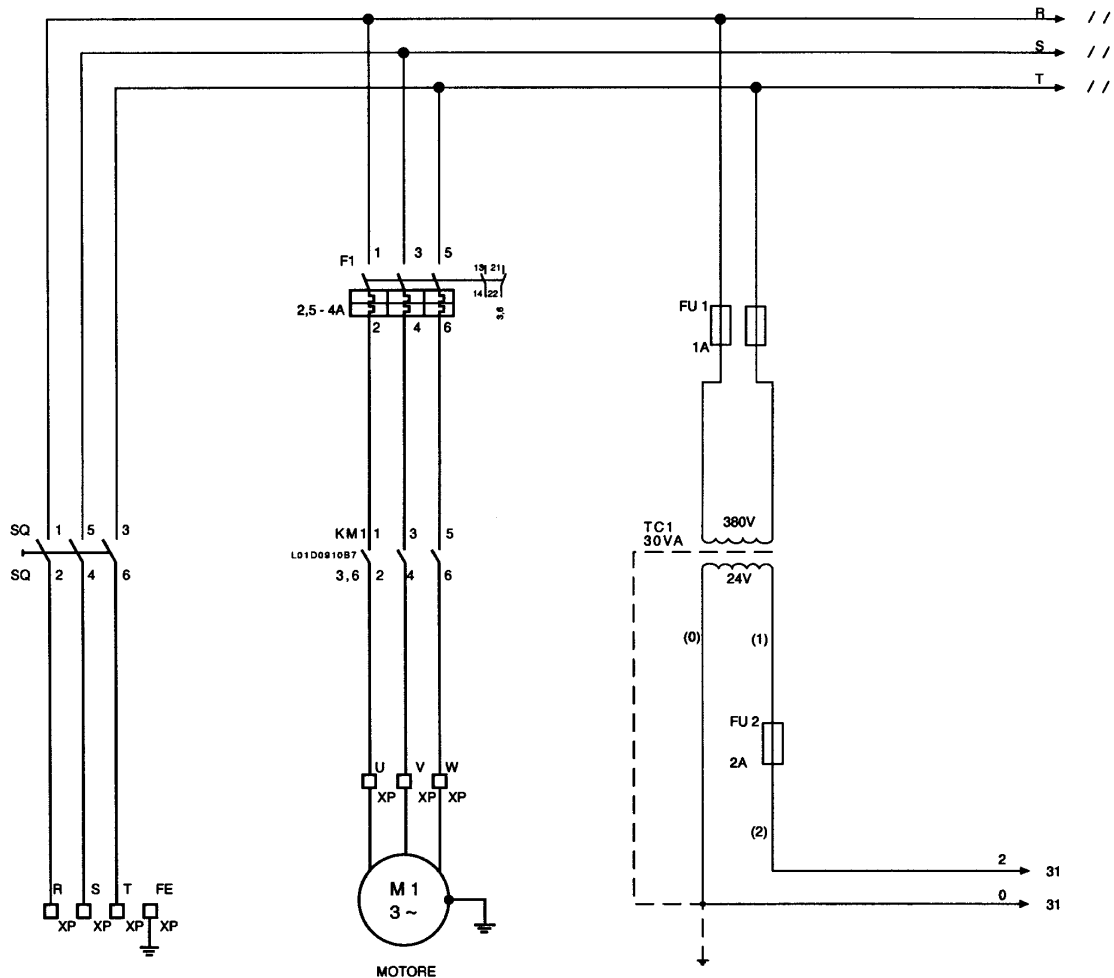 R //
S //
T //
1 3 5
F1
13 21
14 22
3,6
2,5 - 4A
2 4 6
FU 1
1A
SQ 1 5 3
SQ 2 4 6
KM1 1 3 5
L01D0910B7
3,6 2 4 6
TC1
30VA
380V
24V
(0) (1)
FU 2
2A
(2)
U V W
XP XP XP
M 1
3 ~
MOTORE
R S T FE
XP XP XP XP
2 31
0 31